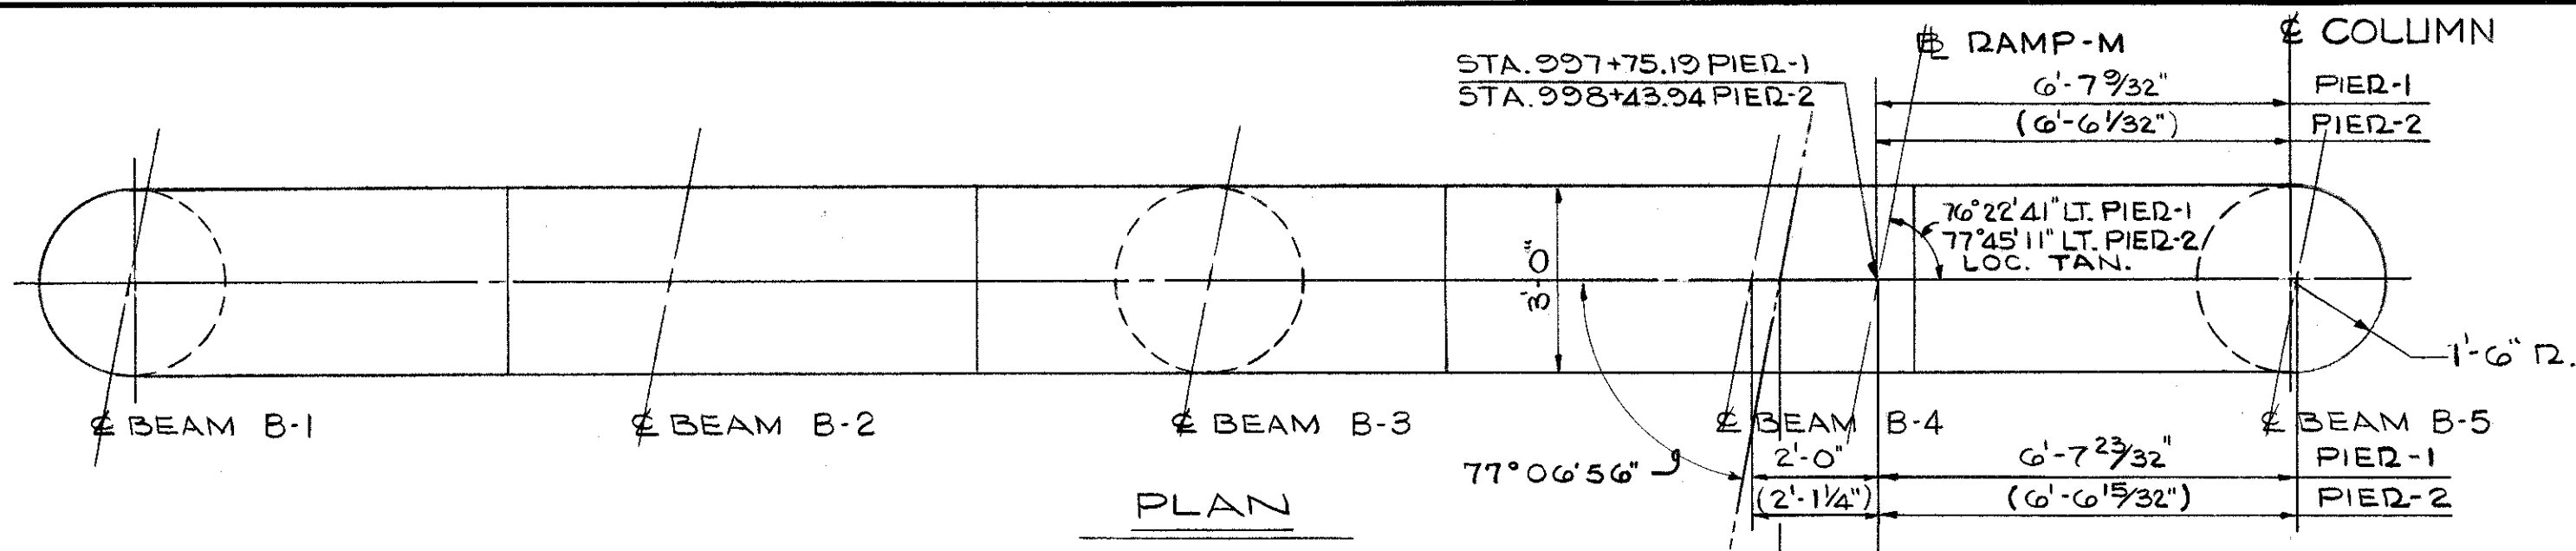 STA. 997+75.19 PIER-1
STA. 998+43.94 PIER-2
℄ RAMP-M
℄ COLUMN
6'-7 9/32" PIER-1
(6'-6 1/32") PIER-2
76°22'41" LT. PIER-1
77°45'11" LT. PIER-2
LOC. TAN.
3'-0"
1'-6" R.
℄ BEAM B-1
℄ BEAM B-2
℄ BEAM B-3
℄ BEAM B-4
℄ BEAM B-5
77°06'56"
2'-0"
6'-7 23/32" PIER-1
(2'-1 1/4")
(6'-6 15/32") PIER-2
PLAN